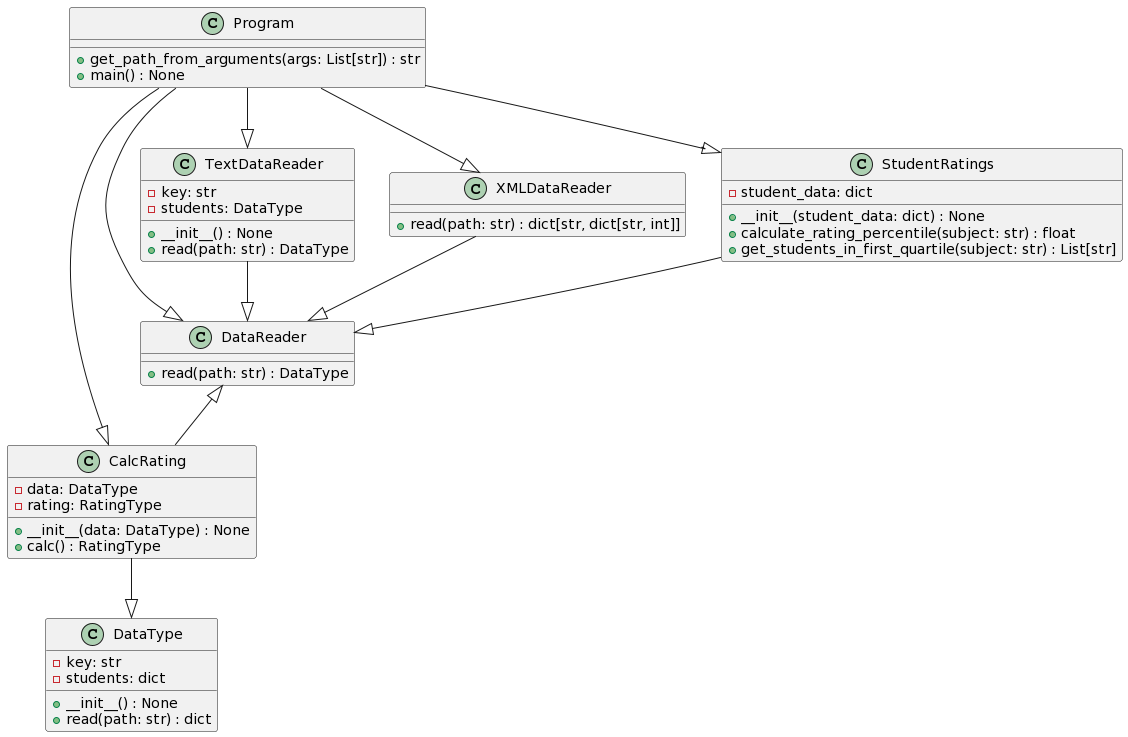 C Program
get_path_from_arguments(args: List[str]) : str
main() : None
C TextDataReader
key: str
students: DataType
__init__() : None
read(path: str) : DataType
C XMLDataReader
read(path: str) : dict[str, dict[str, int]]
C StudentRatings
student_data: dict
__init__(student_data: dict) : None
calculate_rating_percentile(subject: str) : float
get_students_in_first_quartile(subject: str) : List[str]
C DataReader
read(path: str) : DataType
C CalcRating
data: DataType
rating: RatingType
__init__(data: DataType) : None
calc() : RatingType
C DataType
key: str
students: dict
__init__() : None
read(path: str) : dict